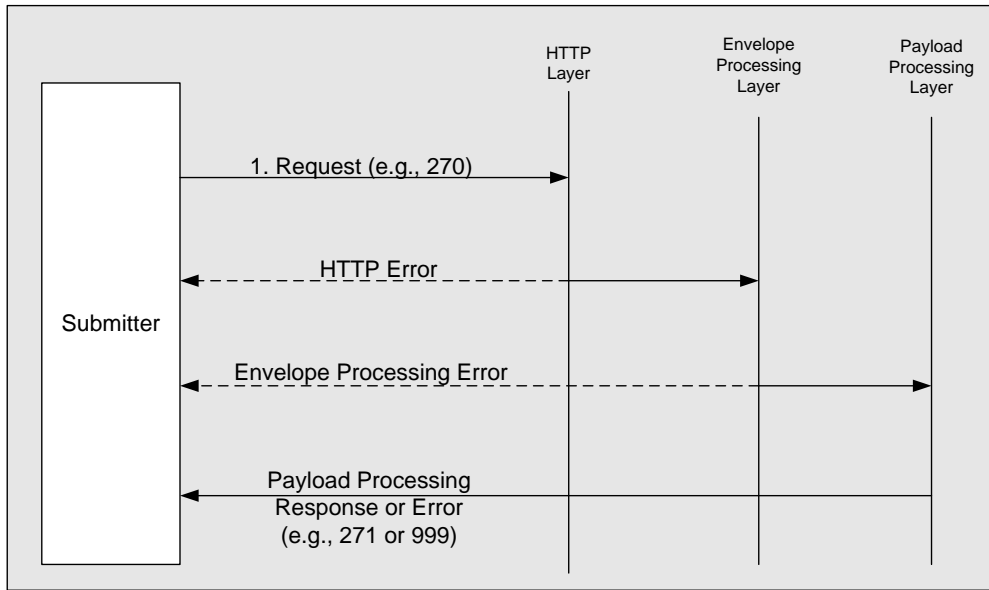 HTTP
Layer
Envelope
Processing
Layer
Payload
Processing
Layer
1. Request (e.g., 270)
HTTP Error
Submitter
Envelope Processing Error
Payload Processing
Response or Error
(e.g., 271 or 999)